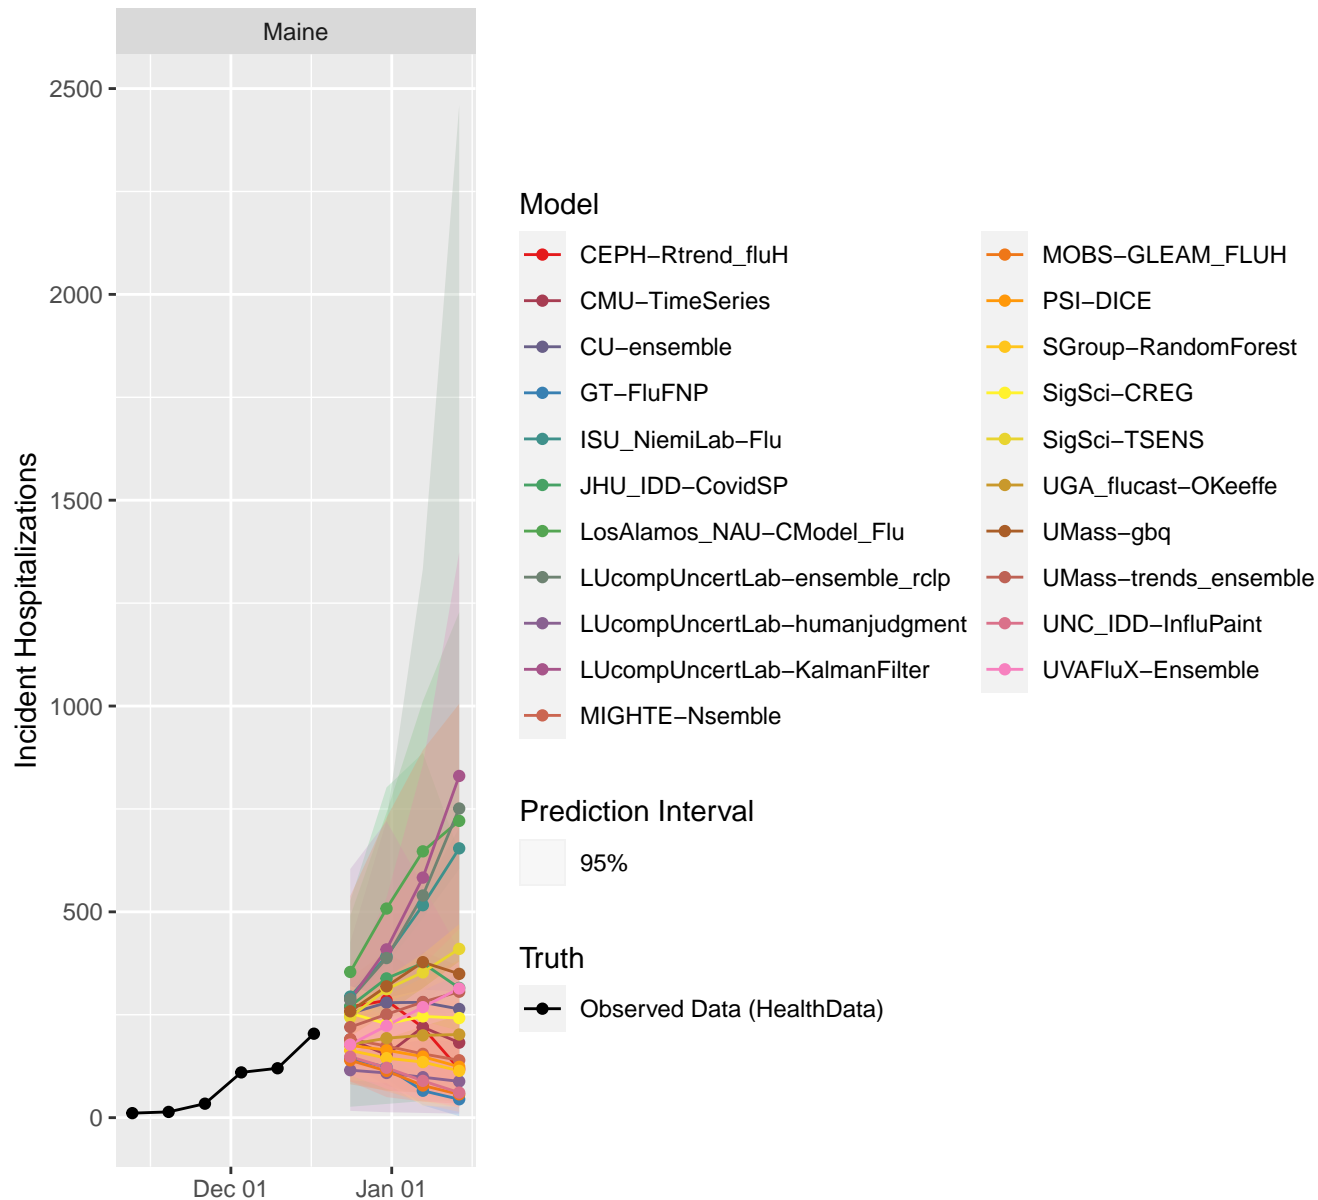 Maine
2500
2000
1500
1000
500
0
Incident Hospitalizations
Dec 01
Jan 01
Model
CEPH−Rtrend_fluH
CMU−TimeSeries
CU−ensemble
GT−FluFNP
ISU_NiemiLab−Flu
JHU_IDD−CovidSP
LosAlamos_NAU−CModel_Flu
LUcompUncertLab−ensemble_rclp
LUcompUncertLab−humanjudgment
LUcompUncertLab−KalmanFilter
MIGHTE−Nsemble
MOBS−GLEAM_FLUH
PSI−DICE
SGroup−RandomForest
SigSci−CREG
SigSci−TSENS
UGA_flucast−OKeeffe
UMass−gbq
UMass−trends_ensemble
UNC_IDD−InfluPaint
UVAFluX−Ensemble
Prediction Interval
95%
Truth
Observed Data (HealthData)